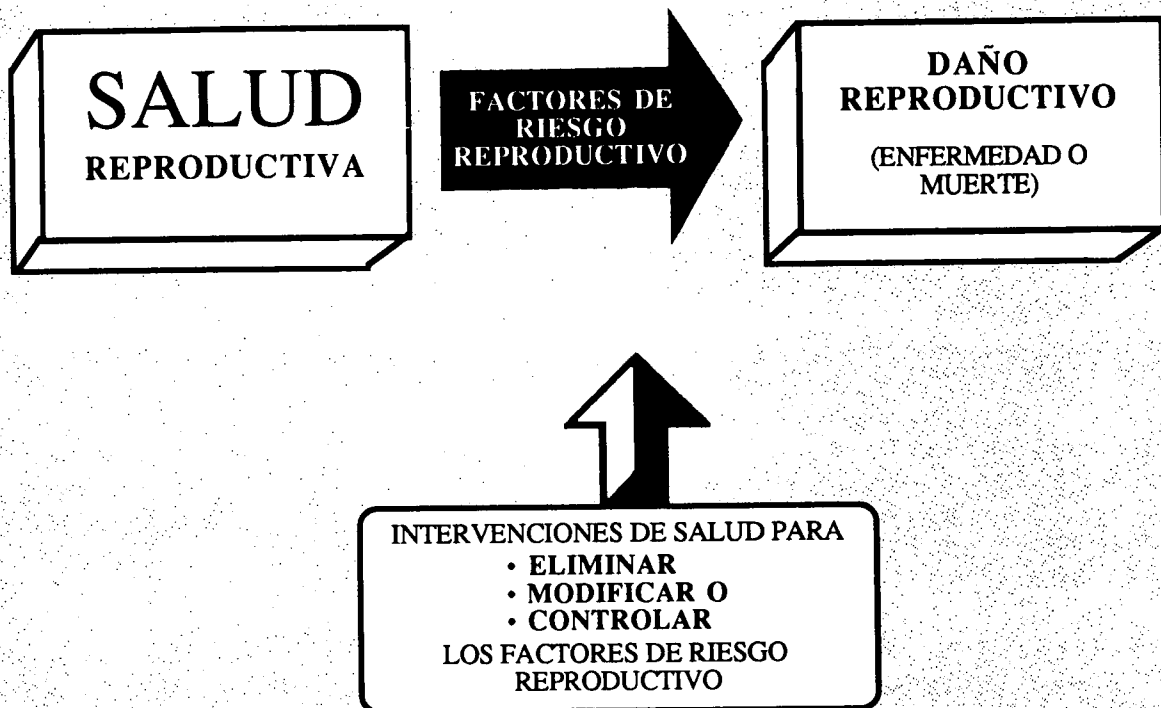 SALUD
REPRODUCTIVA
FACTORES DE
RIESGO
REPRODUCTIVO
DAÑO
REPRODUCTIVO
(ENFERMEDAD O
MUERTE)
INTERVENCIONES DE SALUD PARA
• ELIMINAR
• MODIFICAR O
• CONTROLAR
LOS FACTORES DE RIESGO
REPRODUCTIVO